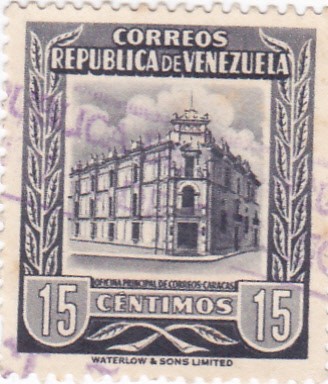 CORREOS
REPUBLICA DE VENEZUELA
OFICINA PRINCIPAL DE CORREOS-CARACAS
15 CENTIMOS 15
WATERLOW & SONS LIMITED